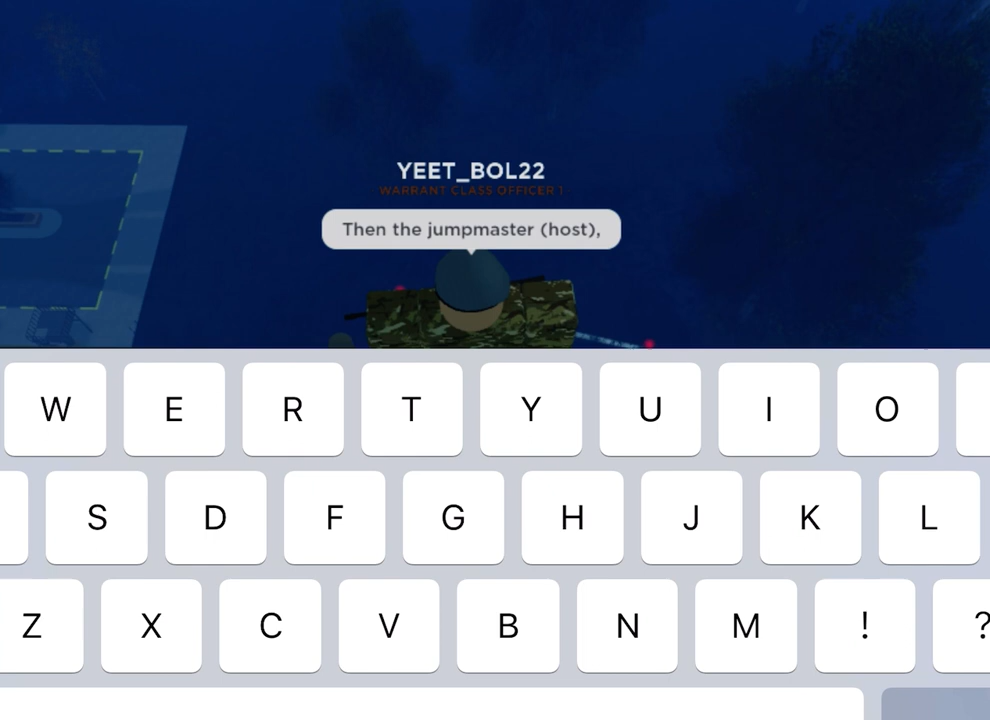 YEET_BOL22
WARRANT CLASS OFFICER 1
Then the jumpmaster (host),
W E R T Y U I O
S D F G H J K L
Z X C V B N M ! ?